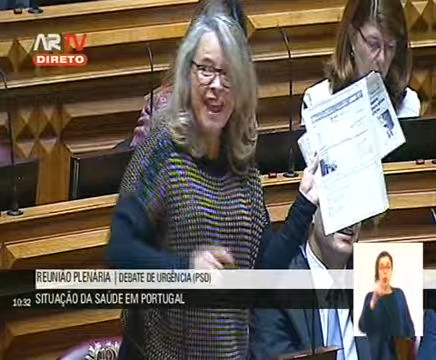 ARTV
DIRETO
REUNIÃO PLENÁRIA | DEBATE DE URGÊNCIA (PSD)
10:32 SITUAÇÃO DA SAÚDE EM PORTUGAL